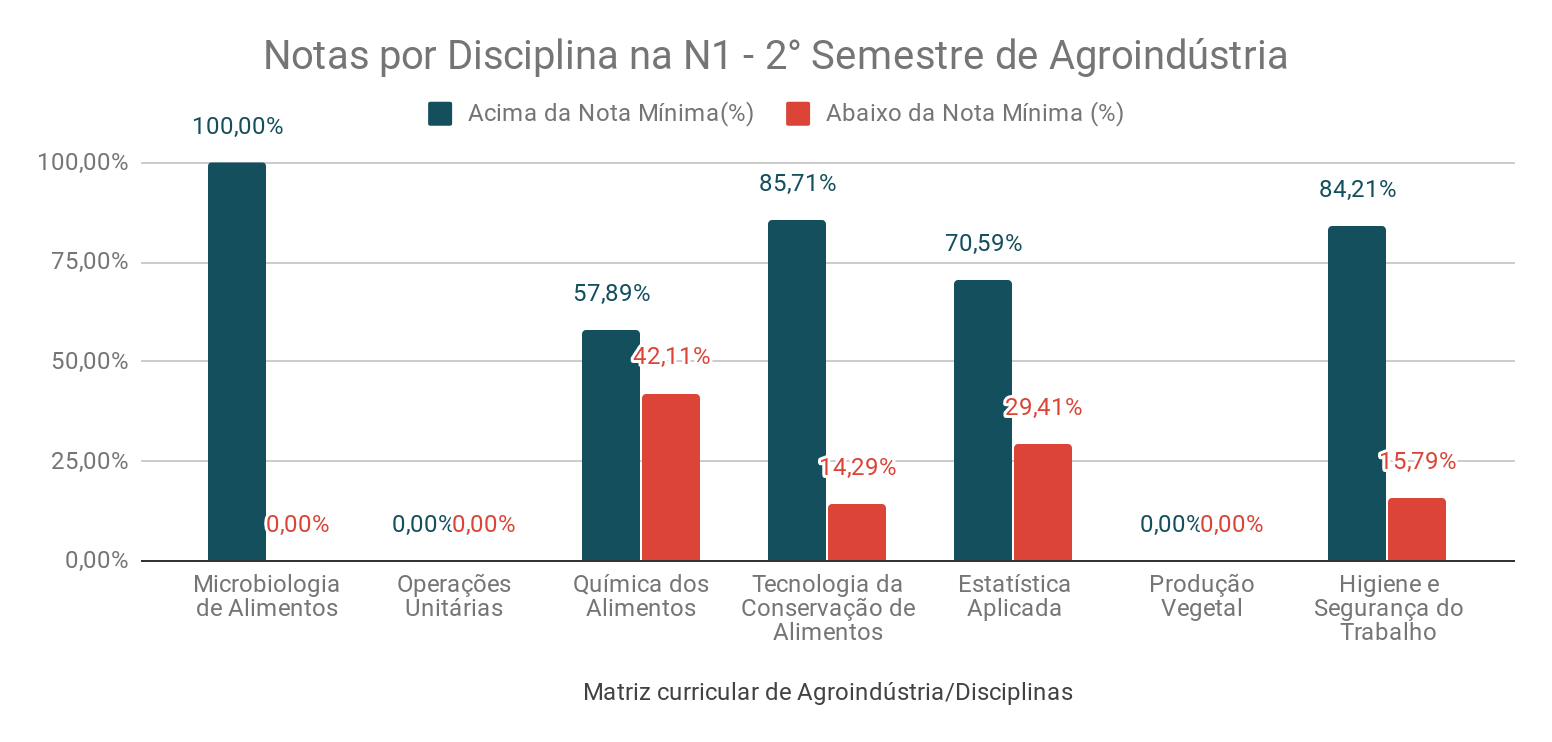 Notas por Disciplina na N1 - 2° Semestre de Agroindústria
Acima da Nota Mínima(%)
Abaixo da Nota Mínima (%)
100,00%
75,00%
50,00%
25,00%
0,00%
100,00%
0,00%
0,00%
0,00%
57,89%
42,11%
85,71%
14,29%
70,59%
29,41%
0,00%
0,00%
84,21%
15,79%
Microbiologia
de Alimentos
Operações
Unitárias
Química dos
Alimentos
Tecnologia da
Conservação de
Alimentos
Estatística
Aplicada
Produção
Vegetal
Higiene e
Segurança do
Trabalho
Matriz curricular de Agroindústria/Disciplinas